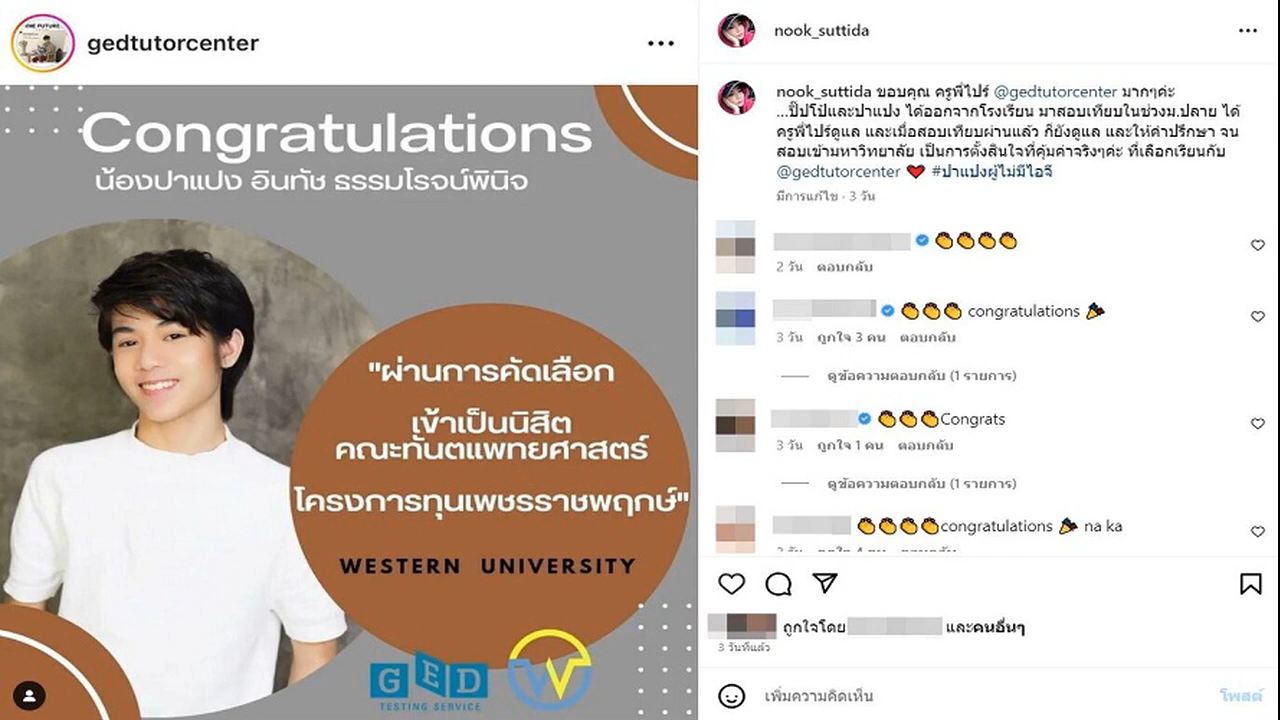 gedtutorcenter
Congratulations
น้องปาแปง อินทัช ธรรมโรจน์พินิจ
"ผ่านการคัดเลือก
เข้าเป็นนิสิต
คณะทันตแพทยศาสตร์
โครงการทุนเพชรราชพฤกษ์"
WESTERN UNIVERSITY
GED
TESTING SERVICE
W
nook_suttida
nook_suttida ขอบคุณ ครูพี่ไปร์ @gedtutorcenter มากๆค่ะ
...ป๊ปโป้และปาแปง ได้ออกจากโรงเรียน มาสอบเทียบในช่วงม.ปลาย ได้
ครูพี่ไปร์ดูแล และเมื่อสอบเทียบผ่านแล้ว ก็ยังดูแล และให้คำปรึกษา จน
สอบเข้ามหาวิทยาลัย เป็นการตั้งสินใจที่คุ้มค่าจริงๆค่ะ ที่เลือกเรียนกับ
@gedtutorcenter ❤️ #ปาแปงผู้ไม่มีไอจี
มีการแก้ไข · 3 วัน
👏👏👏👏
2 วัน ตอบกลับ
👏👏👏 congratulations 🎉
3 วัน ถูกใจ 3 คน ตอบกลับ
ดูข้อความตอบกลับ (1 รายการ)
👏👏👏Congrats
3 วัน ถูกใจ 1 คน ตอบกลับ
ดูข้อความตอบกลับ (1 รายการ)
👏👏👏👏congratulations 🎉 na ka
3 วัน ถูกใจ 4 คน ตอบกลับ
ถูกใจโดย และคนอื่นๆ
3 วันที่แล้ว
เพิ่มความคิดเห็น
โพสต์